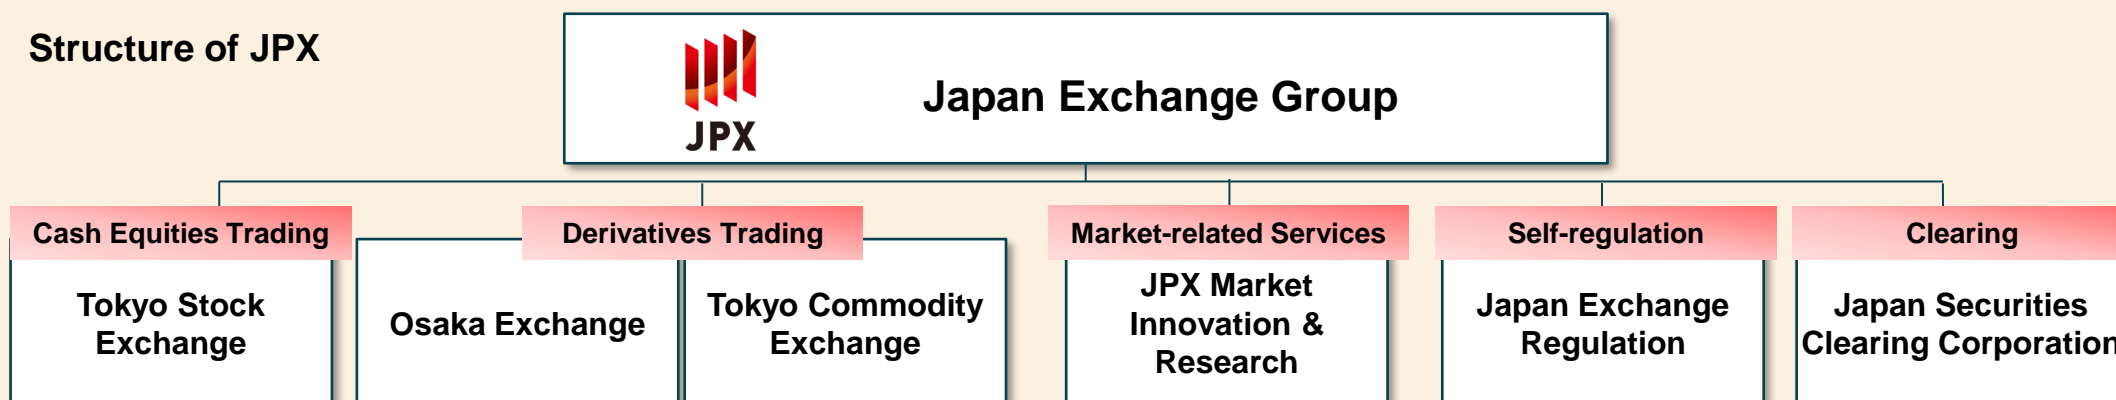 Structure of JPX
JPX
Japan Exchange Group
Cash Equities Trading
Derivatives Trading
Market-related Services
Self-regulation
Clearing
Tokyo Stock
Exchange
Osaka Exchange
Tokyo Commodity
Exchange
JPX Market
Innovation &
Research
Japan Exchange
Regulation
Japan Securities
Clearing Corporation